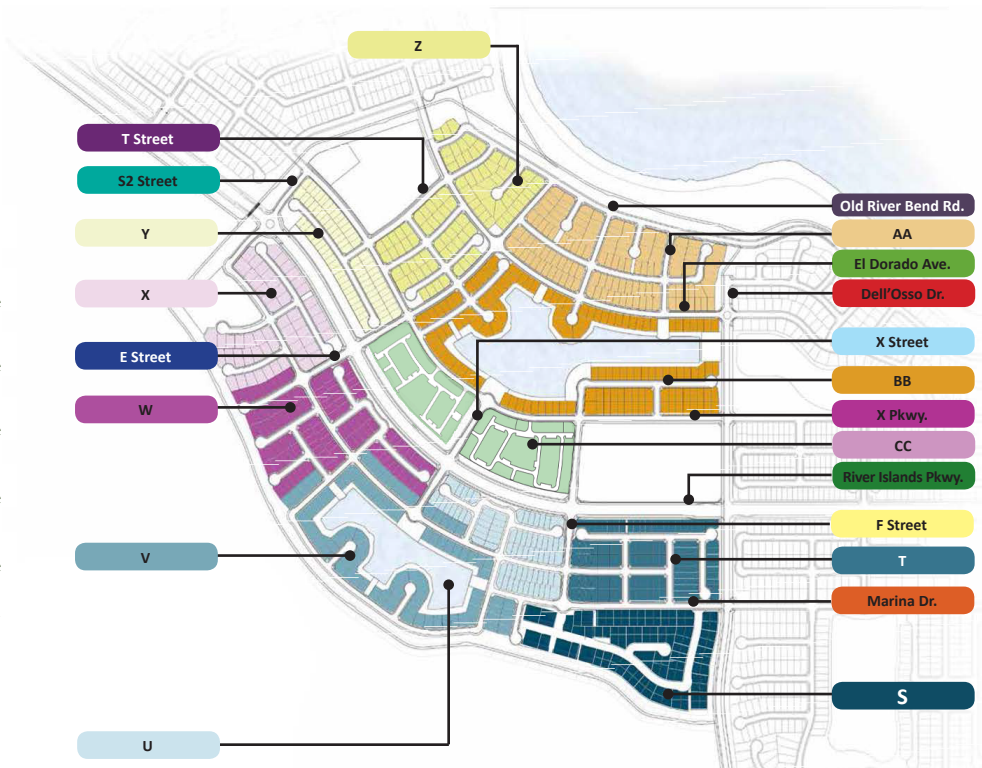 Z
T Street
S2 Street
Y
X
E Street
W
V
U
Old River Bend Rd.
AA
El Dorado Ave.
Dell'Osso Dr.
X Street
BB
X Pkwy.
CC
River Islands Pkwy.
F Street
T
Marina Dr.
S